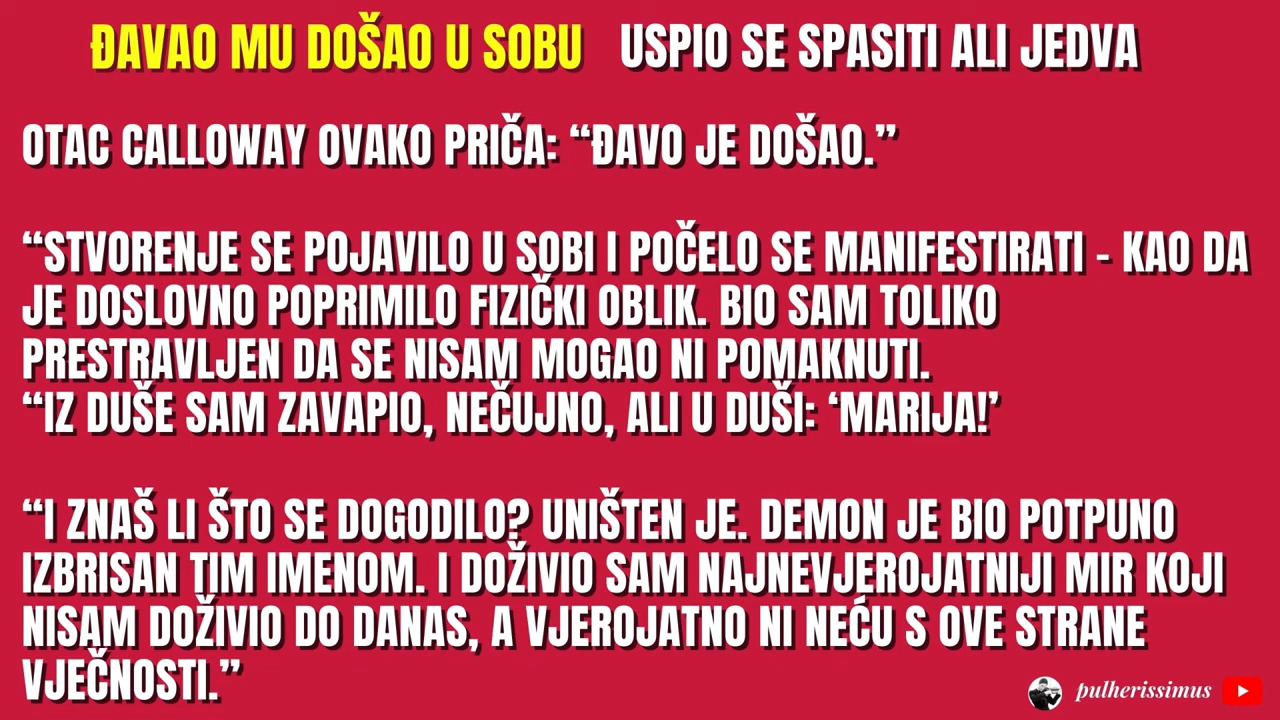 ĐAVAO MU DOŠAO U SOBU USPIO SE SPASITI ALI JEDVA
OTAC CALLOWAY OVAKO PRIČA: “ĐAVO JE DOŠAO.”
“STVORENJE SE POJAVILO U SOBI I POČELO SE MANIFESTIRATI - KAO DA
JE DOSLOVNO POPRIMILO FIZIČKI OBLIK. BIO SAM TOLIKO
PRESTRAVLJEN DA SE NISAM MOGAO NI POMAKNUTI.
“IZ DUŠE SAM ZAVAPIO, NEČUJNO, ALI U DUŠI: ‘MARIJA!’
“I ZNAŠ LI ŠTO SE DOGODILO? UNIŠTEN JE. DEMON JE BIO POTPUNO
IZBRISAN TIM IMENOM. I DOŽIVIO SAM NAJNEVJEROJATNIJI MIR KOJI
NISAM DOŽIVIO DO DANAS, A VJEROJATNO NI NEĆU S OVE STRANE
VJEČNOSTI.”
pulherissimus